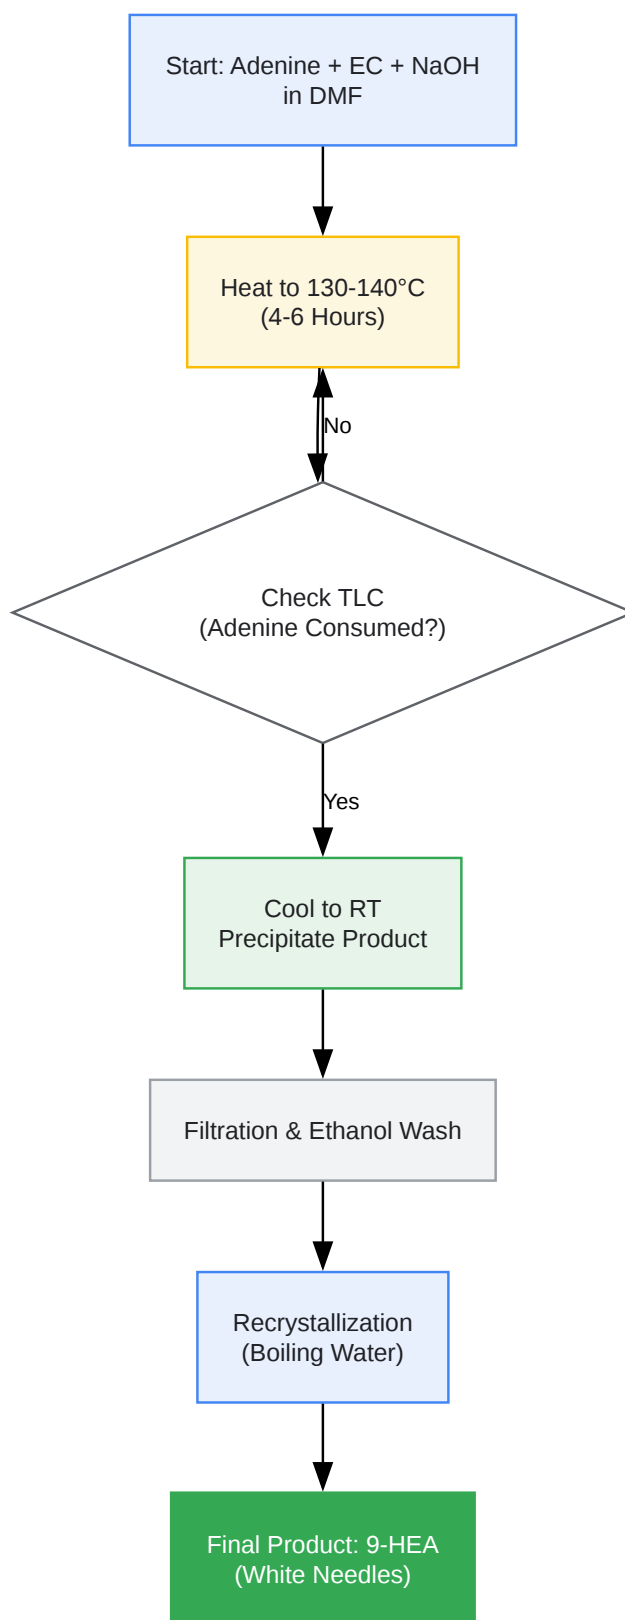 Start: Adenine + EC + NaOH
in DMF
Heat to 130-140°C
(4-6 Hours)
No
Check TLC
(Adenine Consumed?)
Yes
Cool to RT
Precipitate Product
Filtration & Ethanol Wash
Recrystallization
(Boiling Water)
Final Product: 9-HEA
(White Needles)